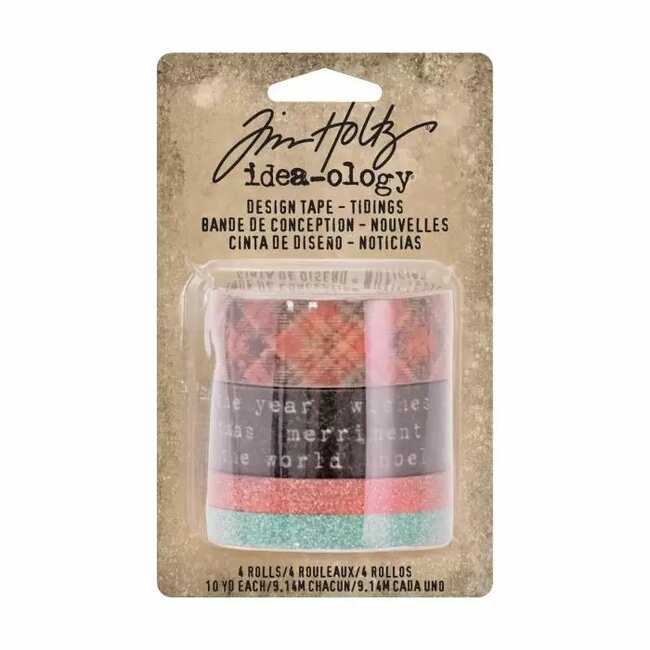 Tim Holtz®
idea-ology®
DESIGN TAPE – TIDINGS
BANDE DE CONCEPTION – NOUVELLES
CINTA DE DISEÑO – NOTICIAS
year wishes
merriment
the world noel
4 ROLLS/4 ROULEAUX/4 ROLLOS
10 YD EACH/9.14M CHACUN/9.14M CADA UNO